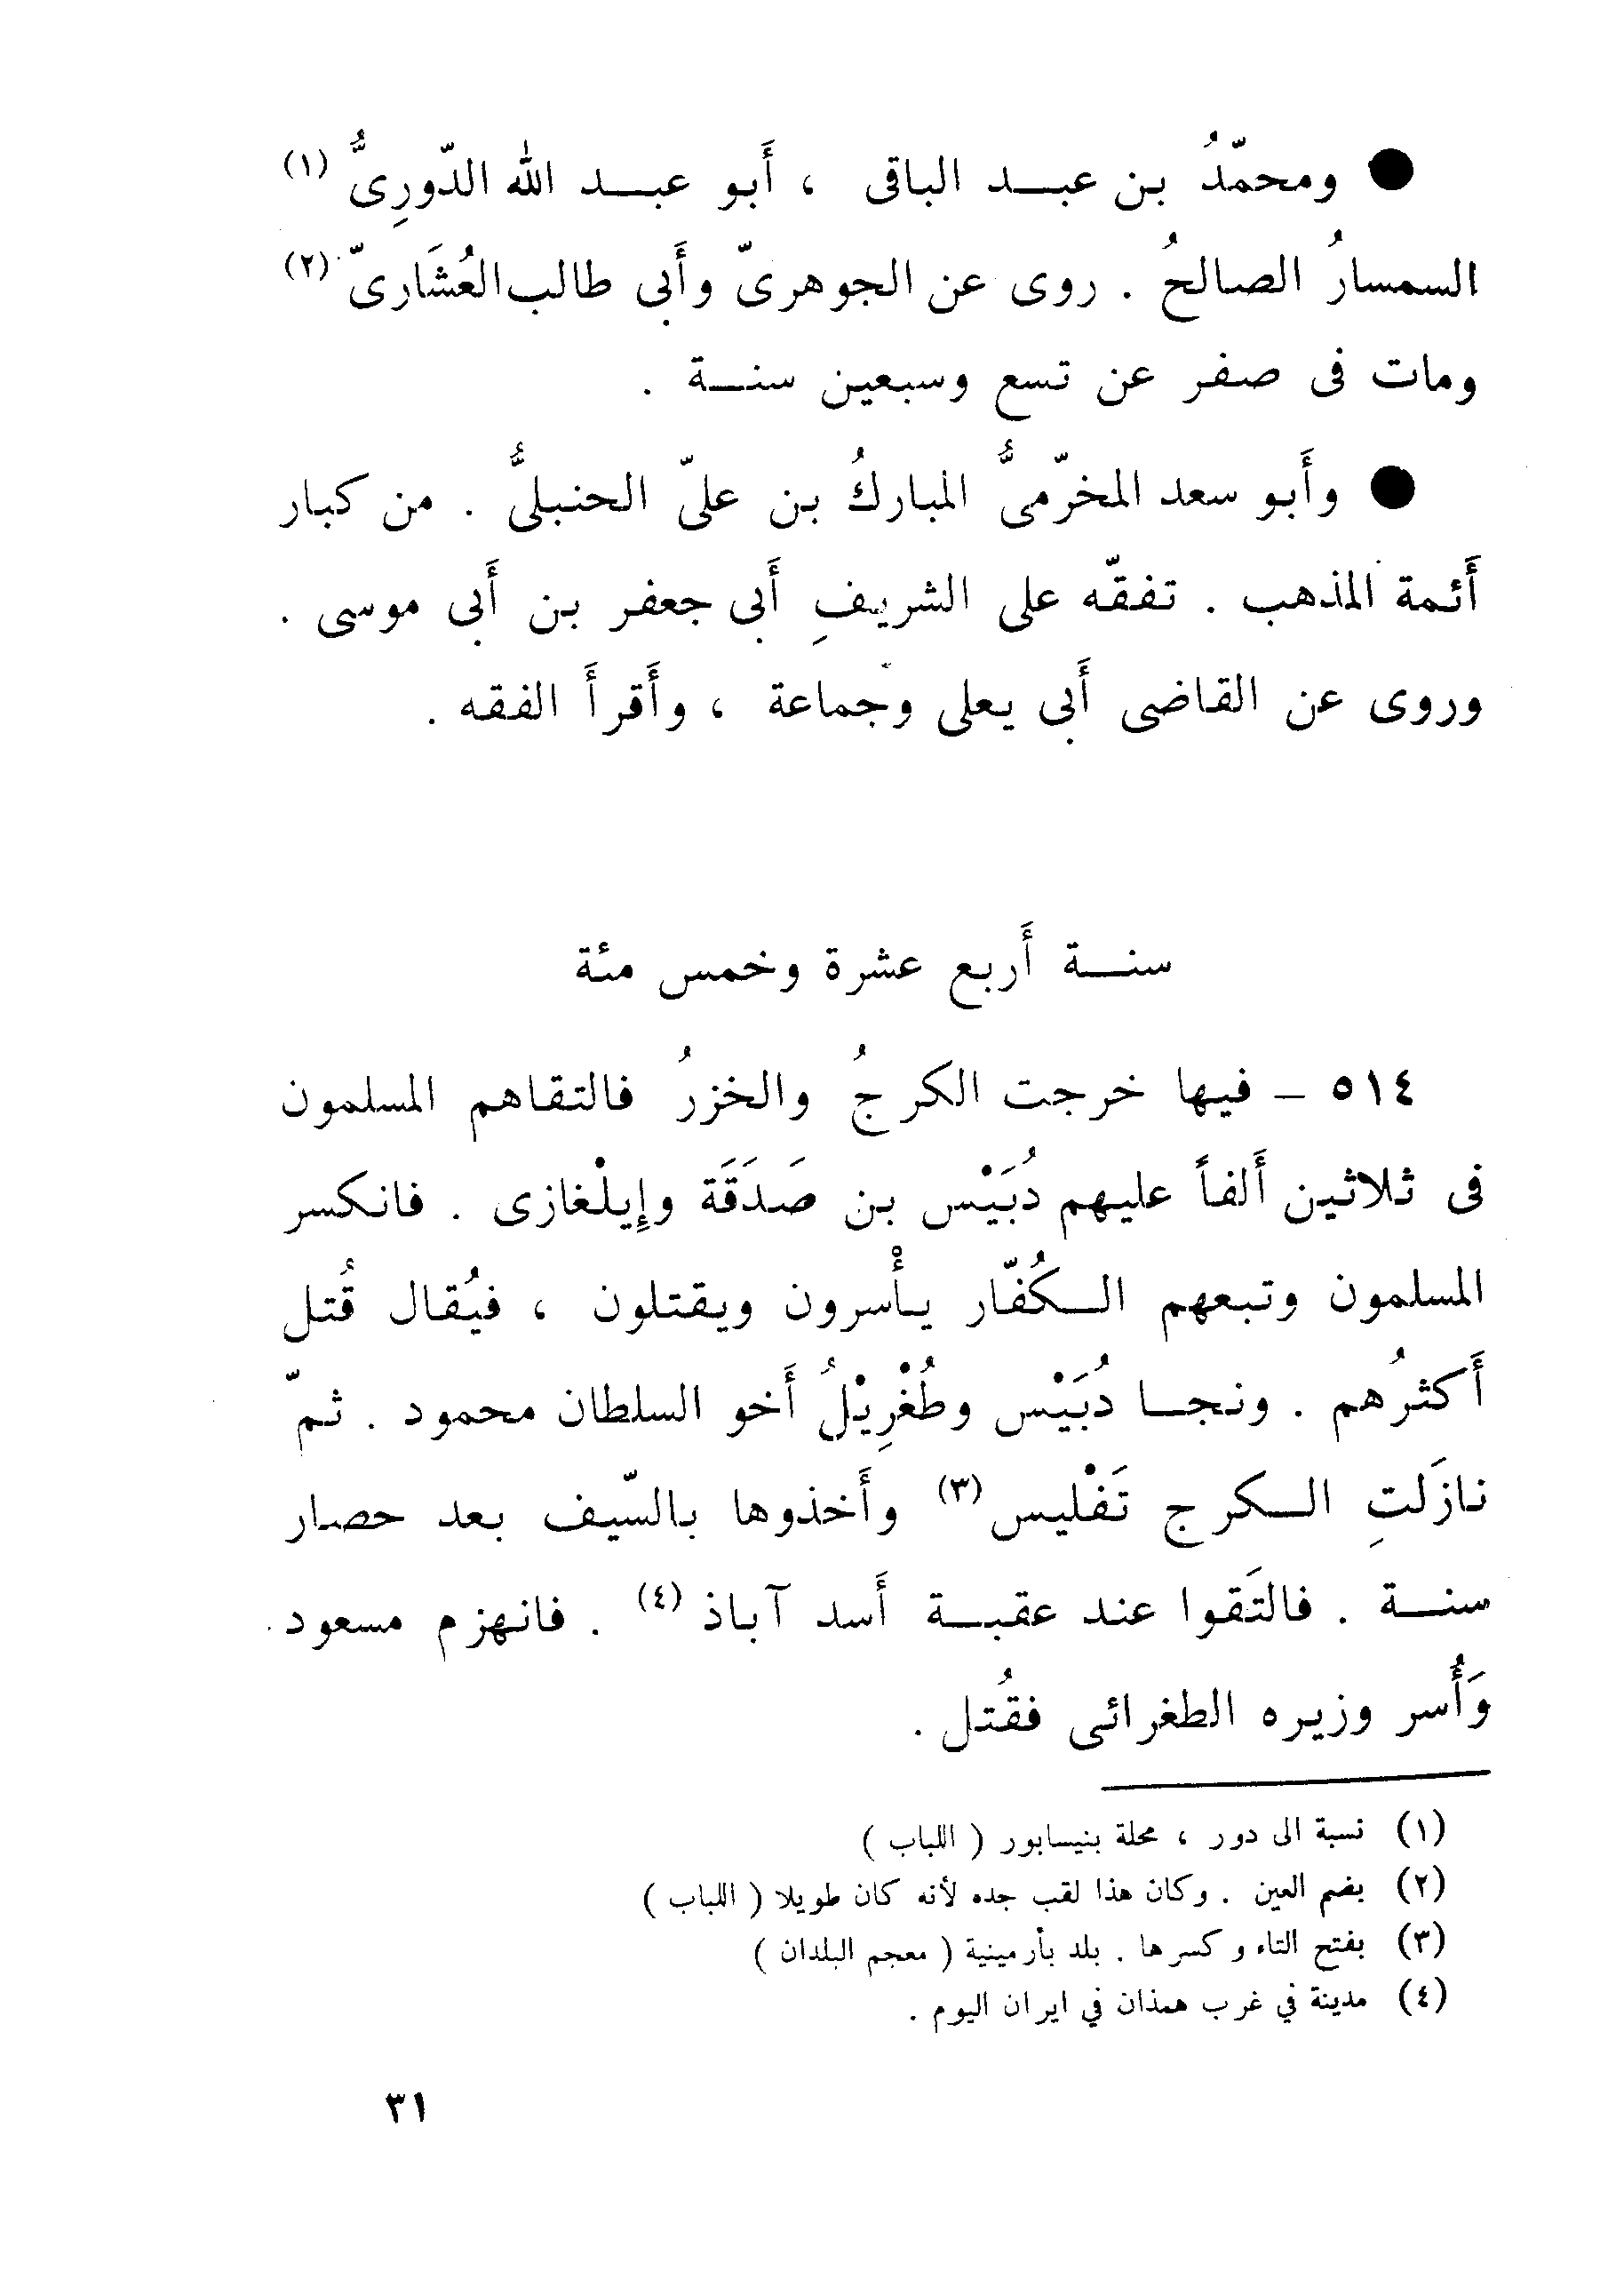 ● ومحمّدُ بن عبد الباقى ، أَبو عبد الله الدّورِىُّ (١)
السمسارُ الصالحُ . روى عن الجوهرىّ وأَبى طالب العُشَارىّ (٢)
ومات فى صفر عن تسع وسبعين سنة .
● وأَبو سعد المخرّمىُّ المباركُ بن علىّ الحنبلىُّ . من كبار
أَئمة المذهب . تفقّه على الشريفِ أَبى جعفر بن أَبى موسى .
وروى عن القاضى أَبى يعلى وجماعة ، وأَقرأَ الفقه .
سنة أَربع عشرة وخمس مئة
٥١٤ – فيها خرجت الكرجُ والخزرُ فالتقاهم المسلمون
فى ثلاثين أَلفاً عليهم دُبَيْس بن صَدَقَة وإِيلْغازى . فانكسر
المسلمون وتبعهم الكُفّار يأْسرون ويقتلون ، فيُقال قُتل
أَكثرُهم . ونجا دُبَيْس وطُغْرِيْلُ أَخو السلطان محمود . ثمّ
نازَلتِ الكرج تَفْليس (٣) وأَخذوها بالسّيف بعد حصار
سنة . فالتَقوا عند عقبة أَسد آباذ (٤) . فانهزم مسعود
وَأُسر وزيره الطغرائى فقُتل .
(١) نسبة الى دور ، محلة بنيسابور ( اللباب )
(٢) بضم العين . وكان هذا لقب جده لأنه كان طويلا ( اللباب )
(٣) بفتح التاء وكسرها . بلد بأرمينية ( معجم البلدان )
(٤) مدينة في غرب همذان في ايران اليوم .
٣١